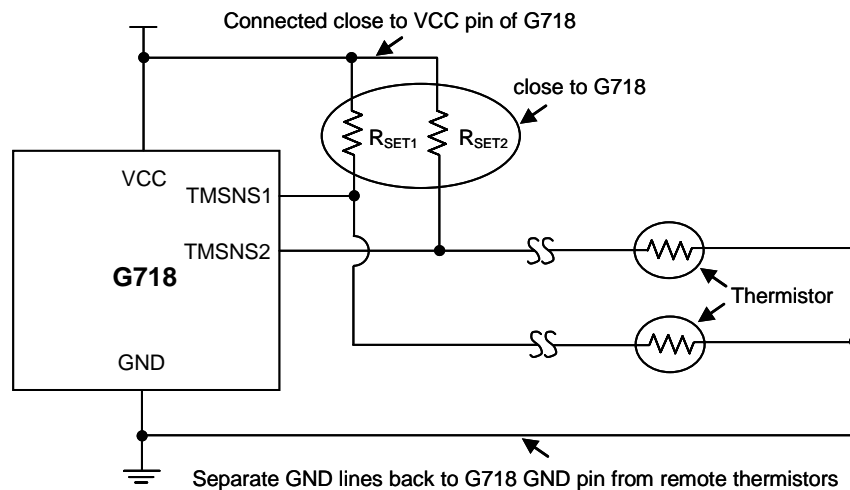 Connected close to VCC pin of G718
close to G718
RSET1
RSET2
VCC
TMSNS1
TMSNS2
G718
Thermistor
GND
Separate GND lines back to G718 GND pin from remote thermistors